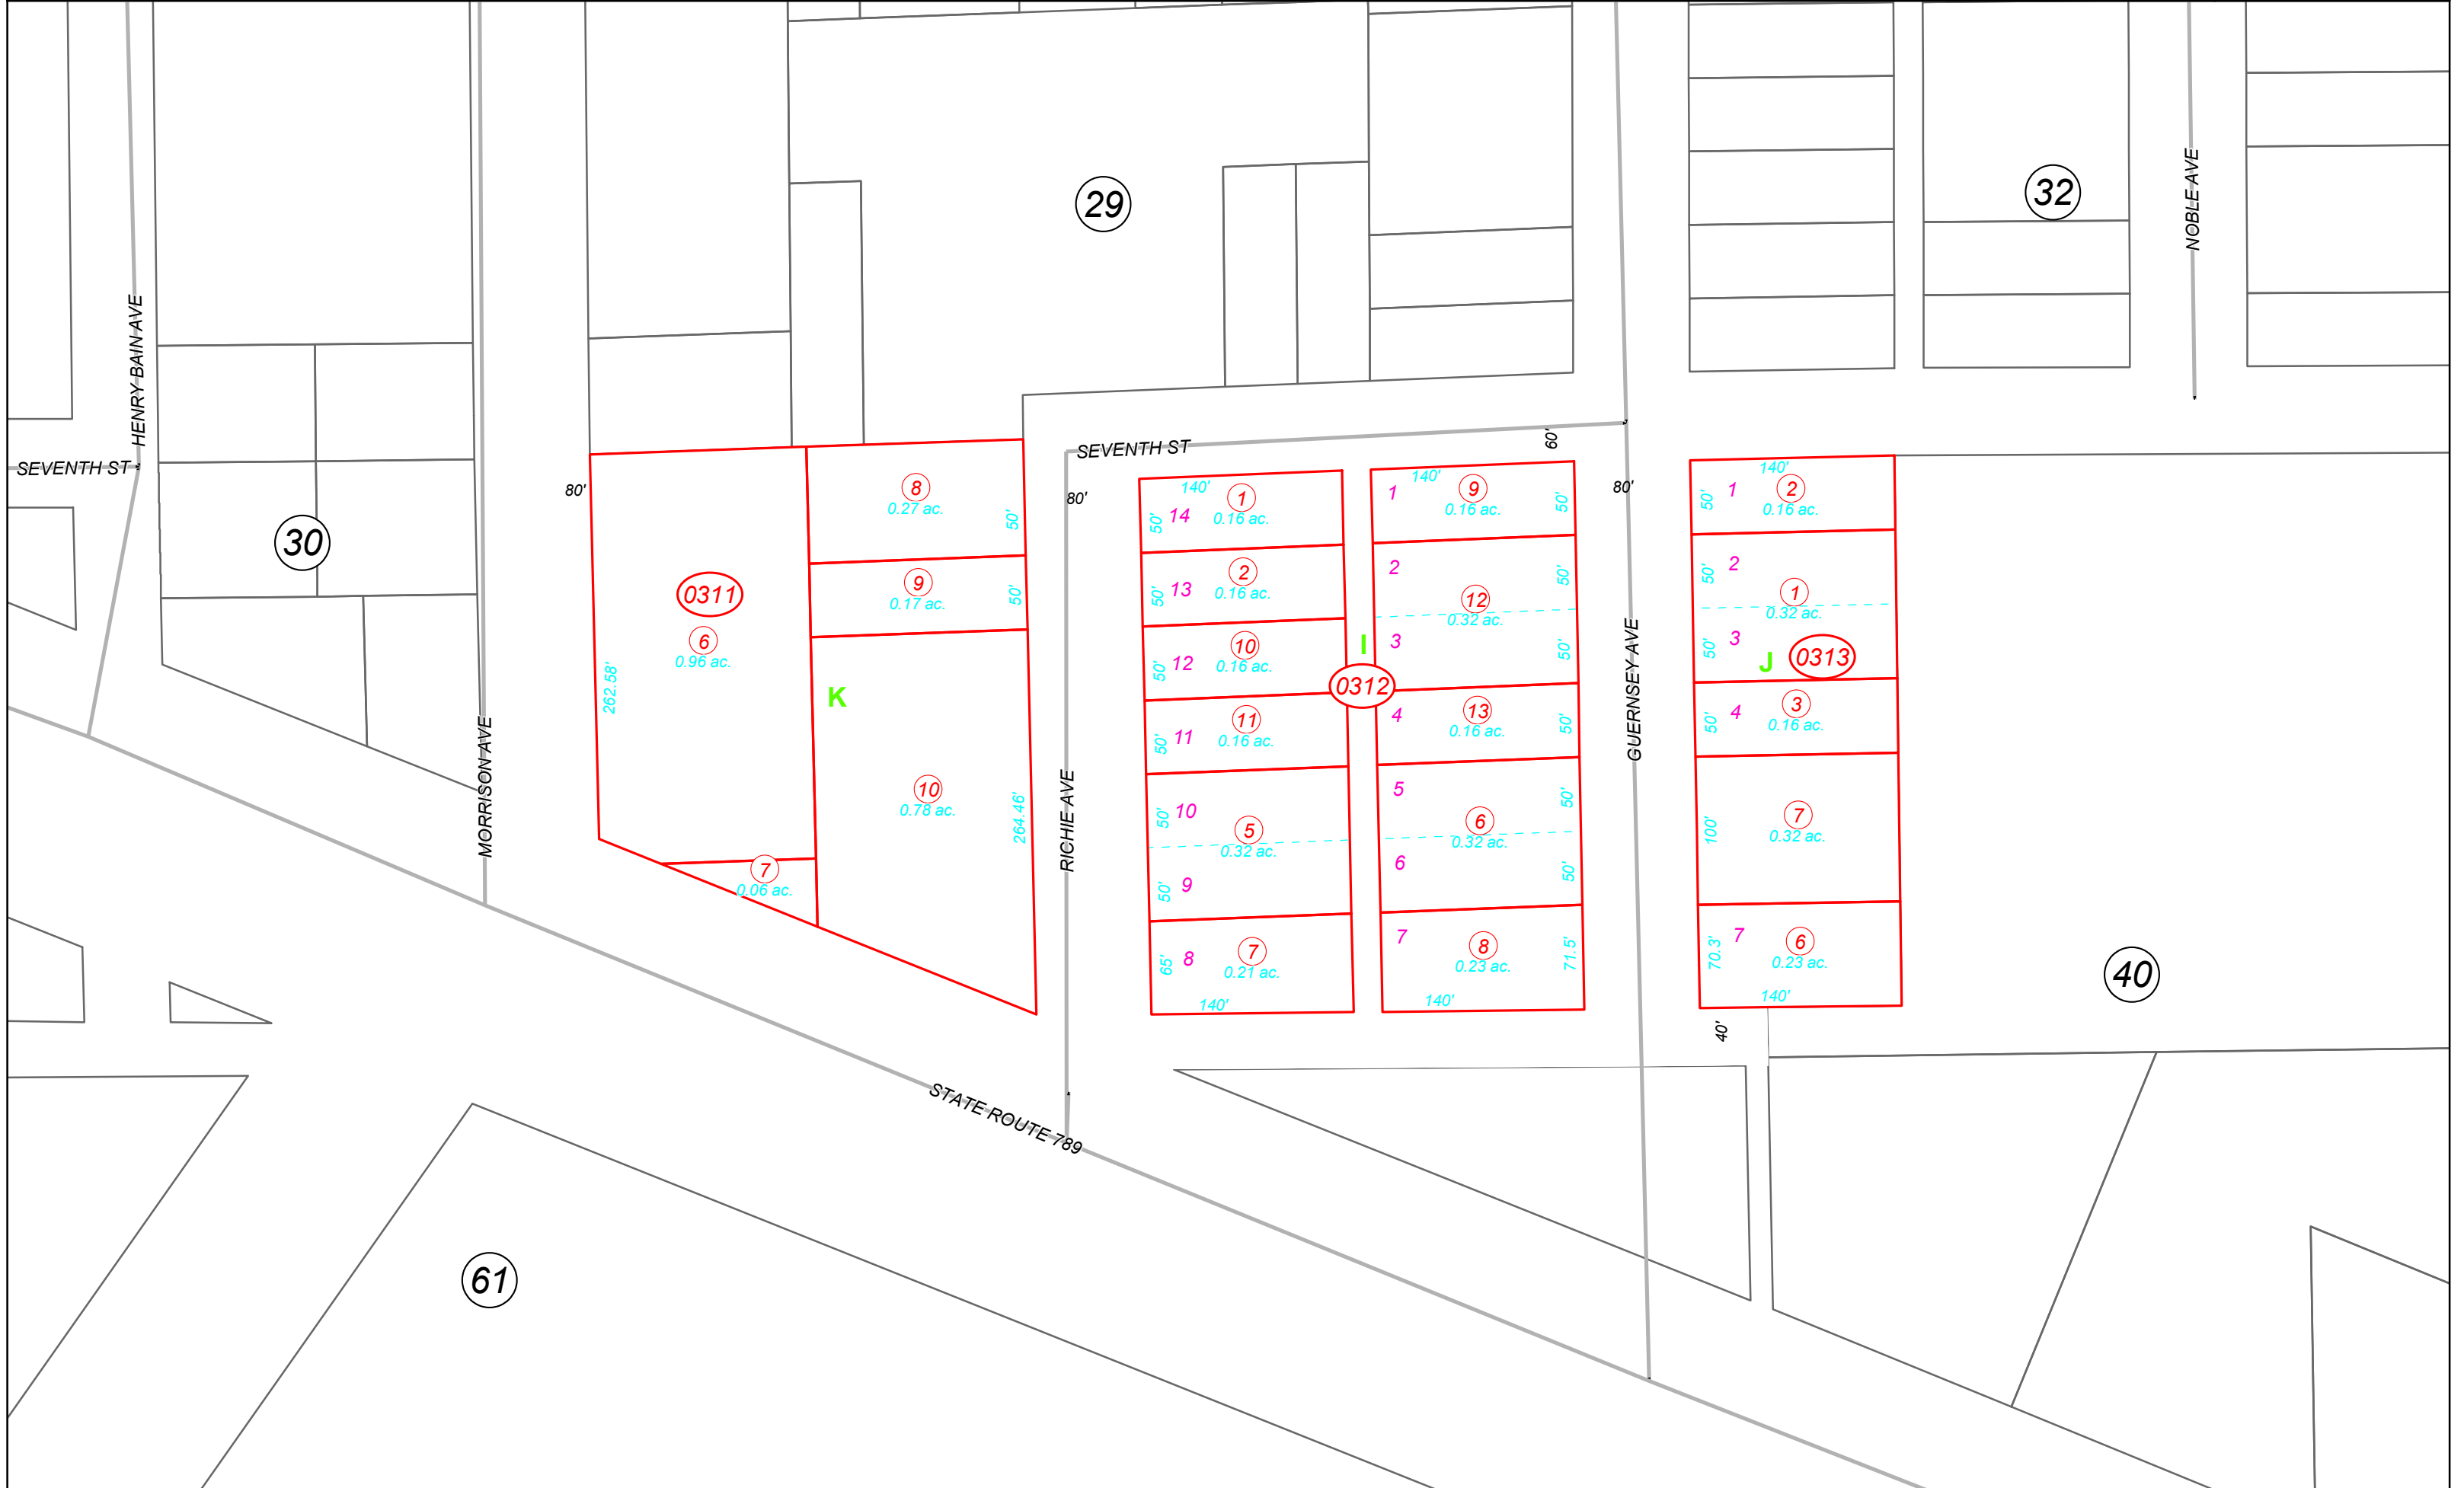 29
32
NOBLE AVE
HENRY BAIN AVE
SEVENTH ST
30
80'
MORRISON AVE
0311
6
0.96 ac.
262.58'
K
7
0.06 ac.
8
0.27 ac.
50'
9
0.17 ac.
50'
10
0.78 ac.
264.46'
RICHIE AVE
80'
SEVENTH ST
60'
80'
140'
1
50'
14
0.16 ac.
2
50'
13
0.16 ac.
10
50'
12
0.16 ac.
11
50'
11
0.16 ac.
50'
10
5
0.32 ac.
50'
9
7
65'
8
0.21 ac.
140'
I
0312
140'
1
9
0.16 ac.
50'
2
50'
12
0.32 ac.
3
50'
4
13
0.16 ac.
50'
5
50'
6
0.32 ac.
6
50'
7
8
0.23 ac.
71.5'
140'
GUERNSEY AVE
140'
50'
1
2
0.16 ac.
50'
2
1
0.32 ac.
50'
3
J
0313
50'
4
3
0.16 ac.
100'
7
0.32 ac.
70.3'
7
6
0.23 ac.
140'
40'
40
STATE ROUTE 789
61